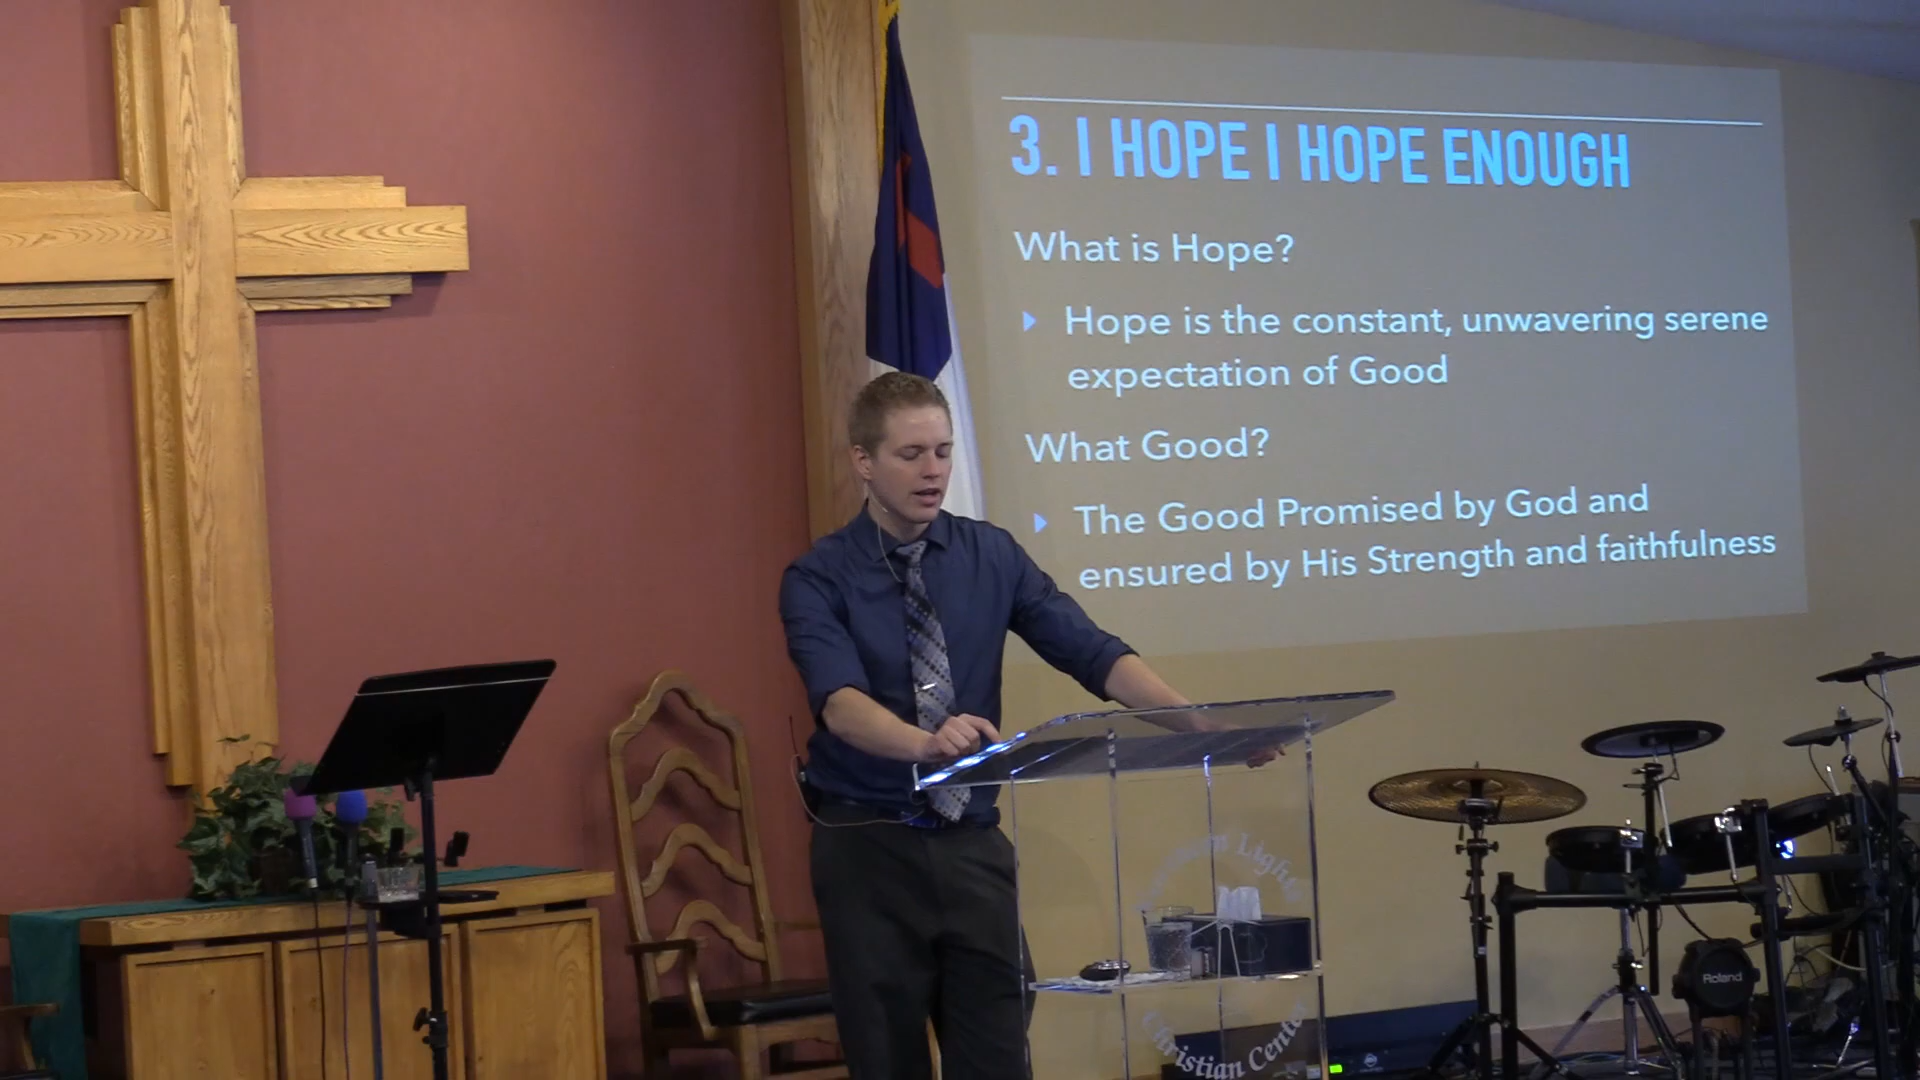 3. I HOPE I HOPE ENOUGH
What is Hope?
Hope is the constant, unwavering serene
expectation of Good
What Good?
The Good Promised by God and
ensured by His Strength and faithfulness
Christian Center
Roland